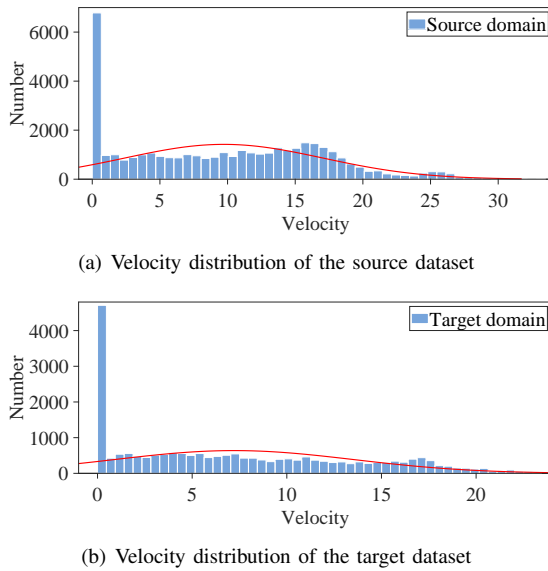 6000
4000
2000
0
Number
Source domain
0 5 10 15 20 25 30
Velocity
(a) Velocity distribution of the source dataset
4000
3000
2000
1000
0
Number
Target domain
0 5 10 15 20
Velocity
(b) Velocity distribution of the target dataset